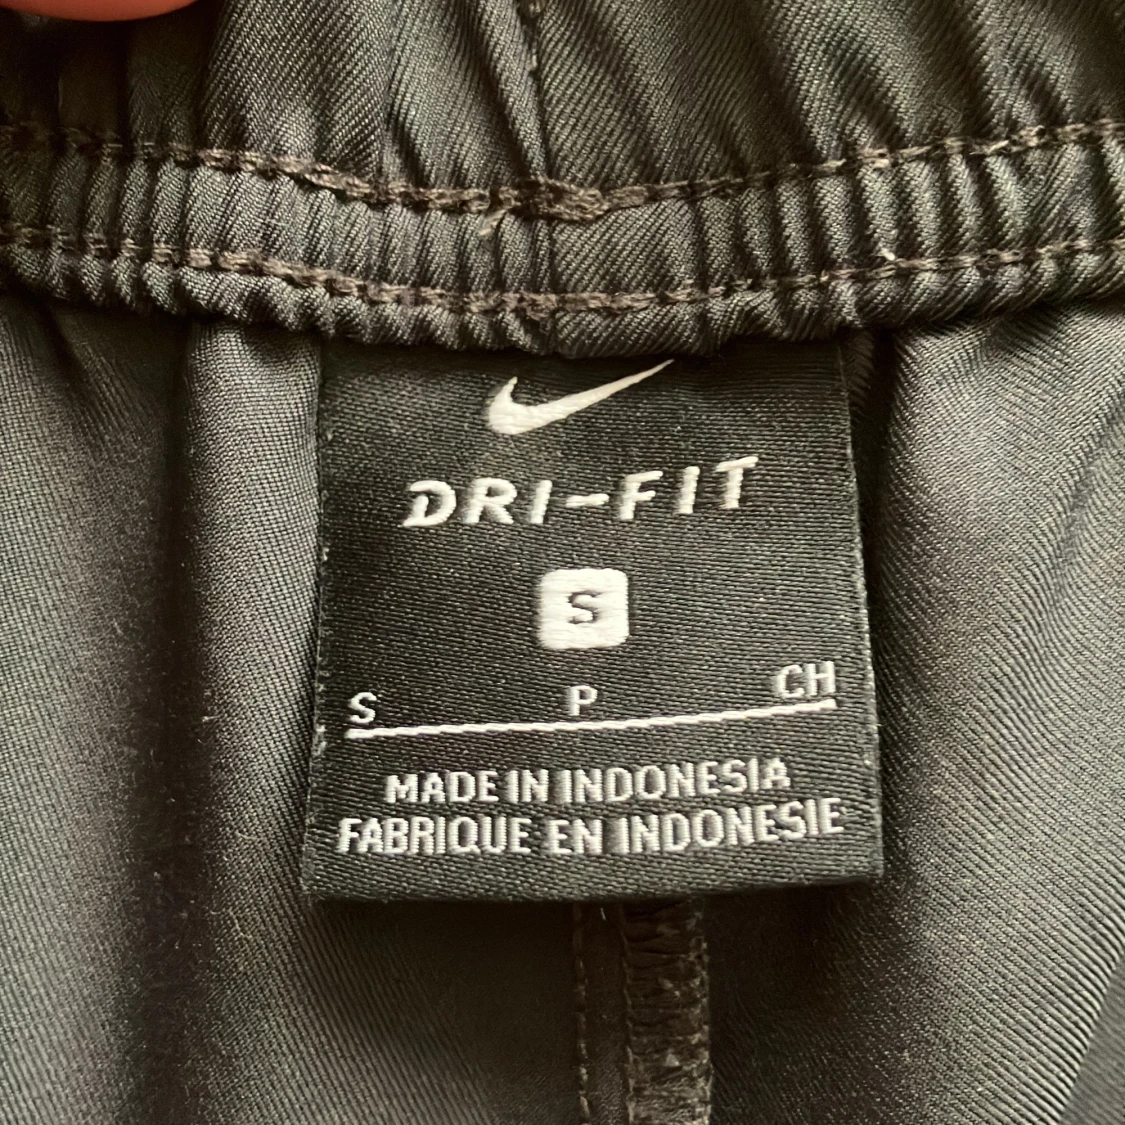 DRI-FIT
S
S P CH
MADE IN INDONESIA
FABRIQUE EN INDONESIE